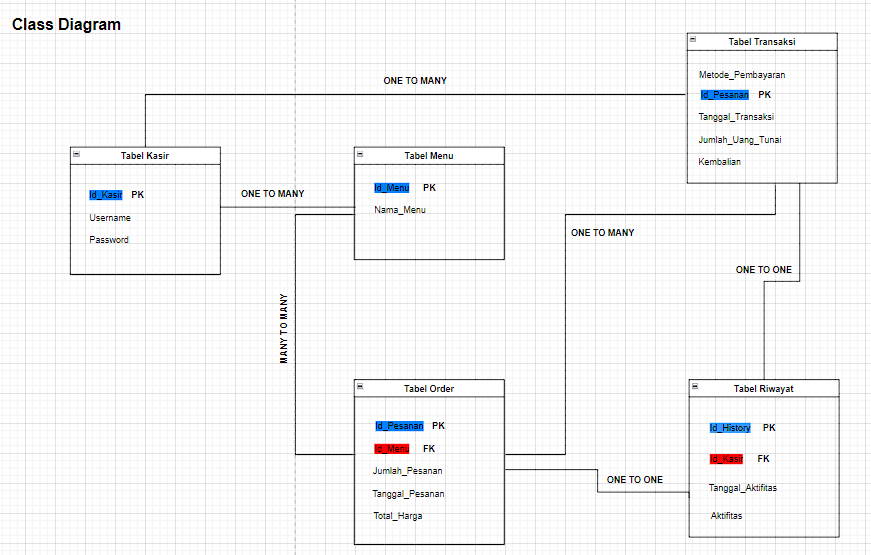 Class Diagram
Tabel Transaksi
Metode_Pembayaran
Id_Pesanan PK
Tanggal_Transaksi
Jumlah_Uang_Tunai
Kembalian
ONE TO MANY
Tabel Kasir
Id_Kasir PK
Username
Password
ONE TO MANY
Tabel Menu
Id_Menu PK
Nama_Menu
ONE TO MANY
ONE TO ONE
MANY TO MANY
Tabel Order
Id_Pesanan PK
Id_Menu FK
Jumlah_Pesanan
Tanggal_Pesanan
Total_Harga
ONE TO ONE
Tabel Riwayat
Id_History PK
Id_Kasir FK
Tanggal_Aktifitas
Aktifitas